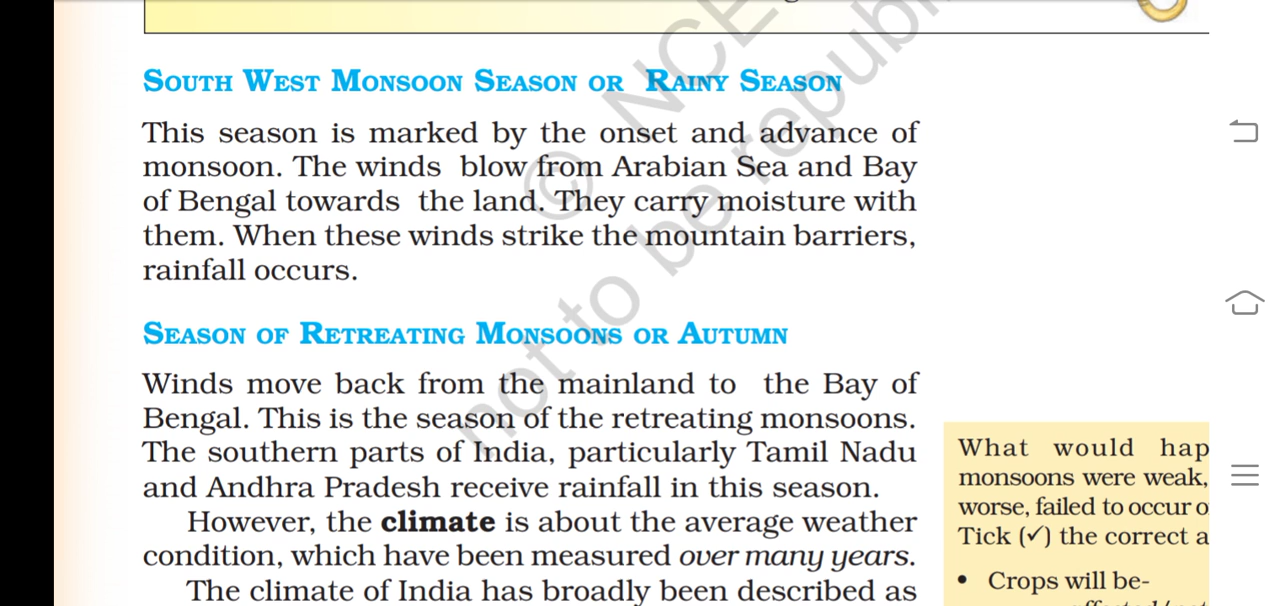 SOUTH WEST MONSOON SEASON OR RAINY SEASON
This season is marked by the onset and advance of
monsoon. The winds blow from Arabian Sea and Bay
of Bengal towards the land. They carry moisture with
them. When these winds strike the mountain barriers,
rainfall occurs.
SEASON OF RETREATING MONSOONS OR AUTUMN
Winds move back from the mainland to the Bay of
Bengal. This is the season of the retreating monsoons.
The southern parts of India, particularly Tamil Nadu
and Andhra Pradesh receive rainfall in this season.
However, the climate is about the average weather
condition, which have been measured over many years.
The climate of India has broadly been described as
What would hap
monsoons were weak,
worse, failed to occur o
Tick (✓) the correct a
• Crops will be-
© NCE
not to be republi